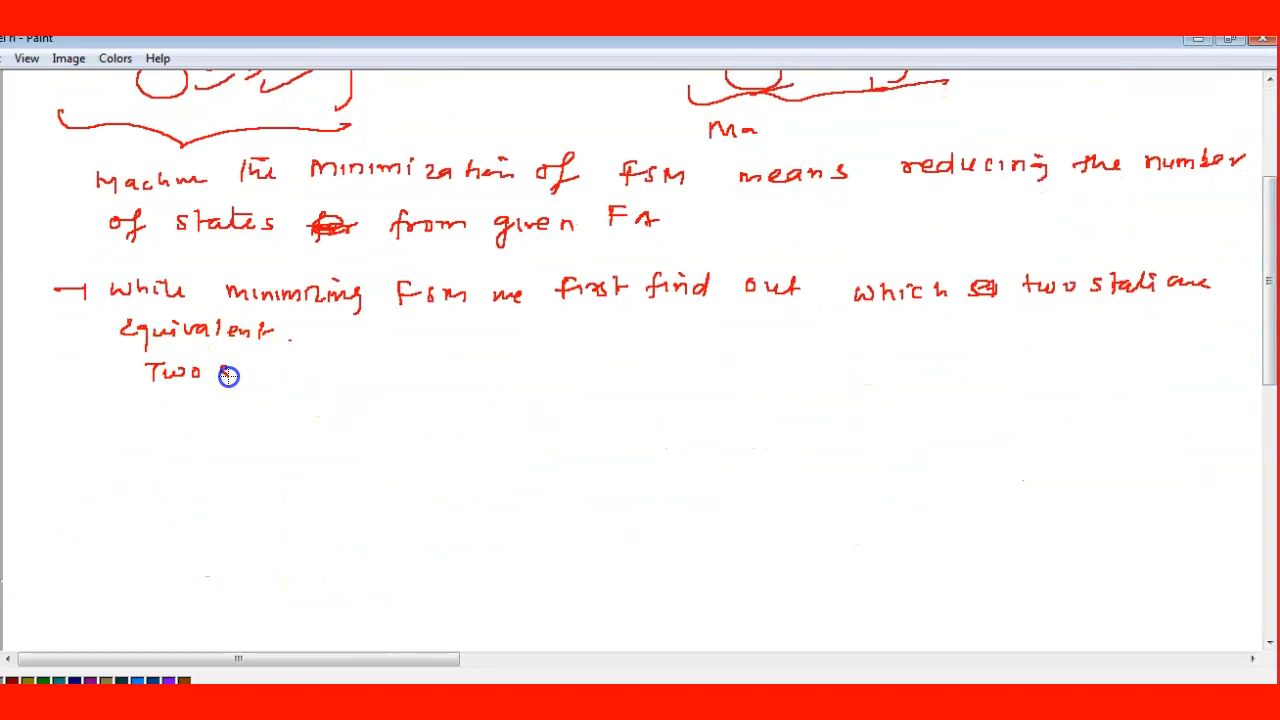 n - Paint
View Image Colors Help
Ma
Machine The Minimization of FSM means reducing the number
of states from given FA
→ While minimizing FSM we first find out which two stati are
Equivalent.
Two s